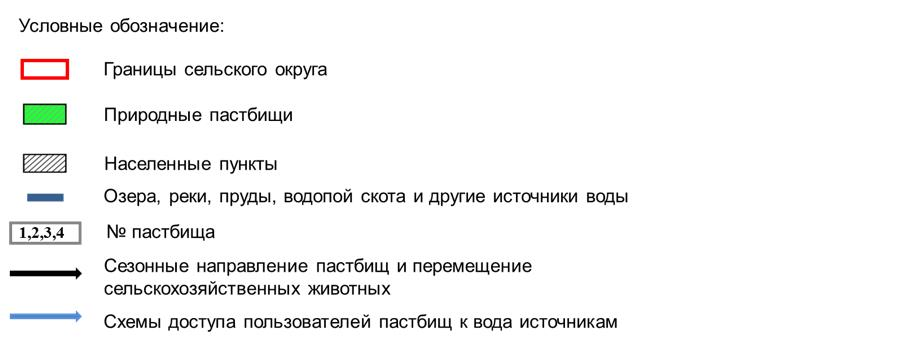 Условные обозначение:
Границы сельского округа
Природные пастбищи
Населенные пункты
Озера, реки, пруды, водопой скота и другие источники воды
1,2,3,4 № пастбища
Сезонные направление пастбищ и перемещение
сельскохозяйственных животных
Схемы доступа пользователей пастбищ к вода источникам